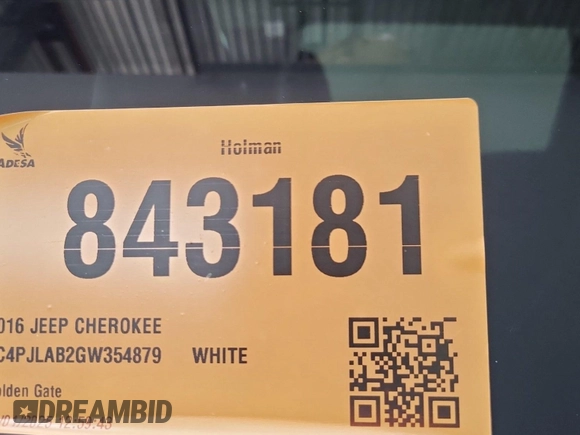 ADESA
Holman
843181
016 JEEP CHEROKEE
C4PJLAB2GW354879 WHITE
olden Gate
DREAMBID